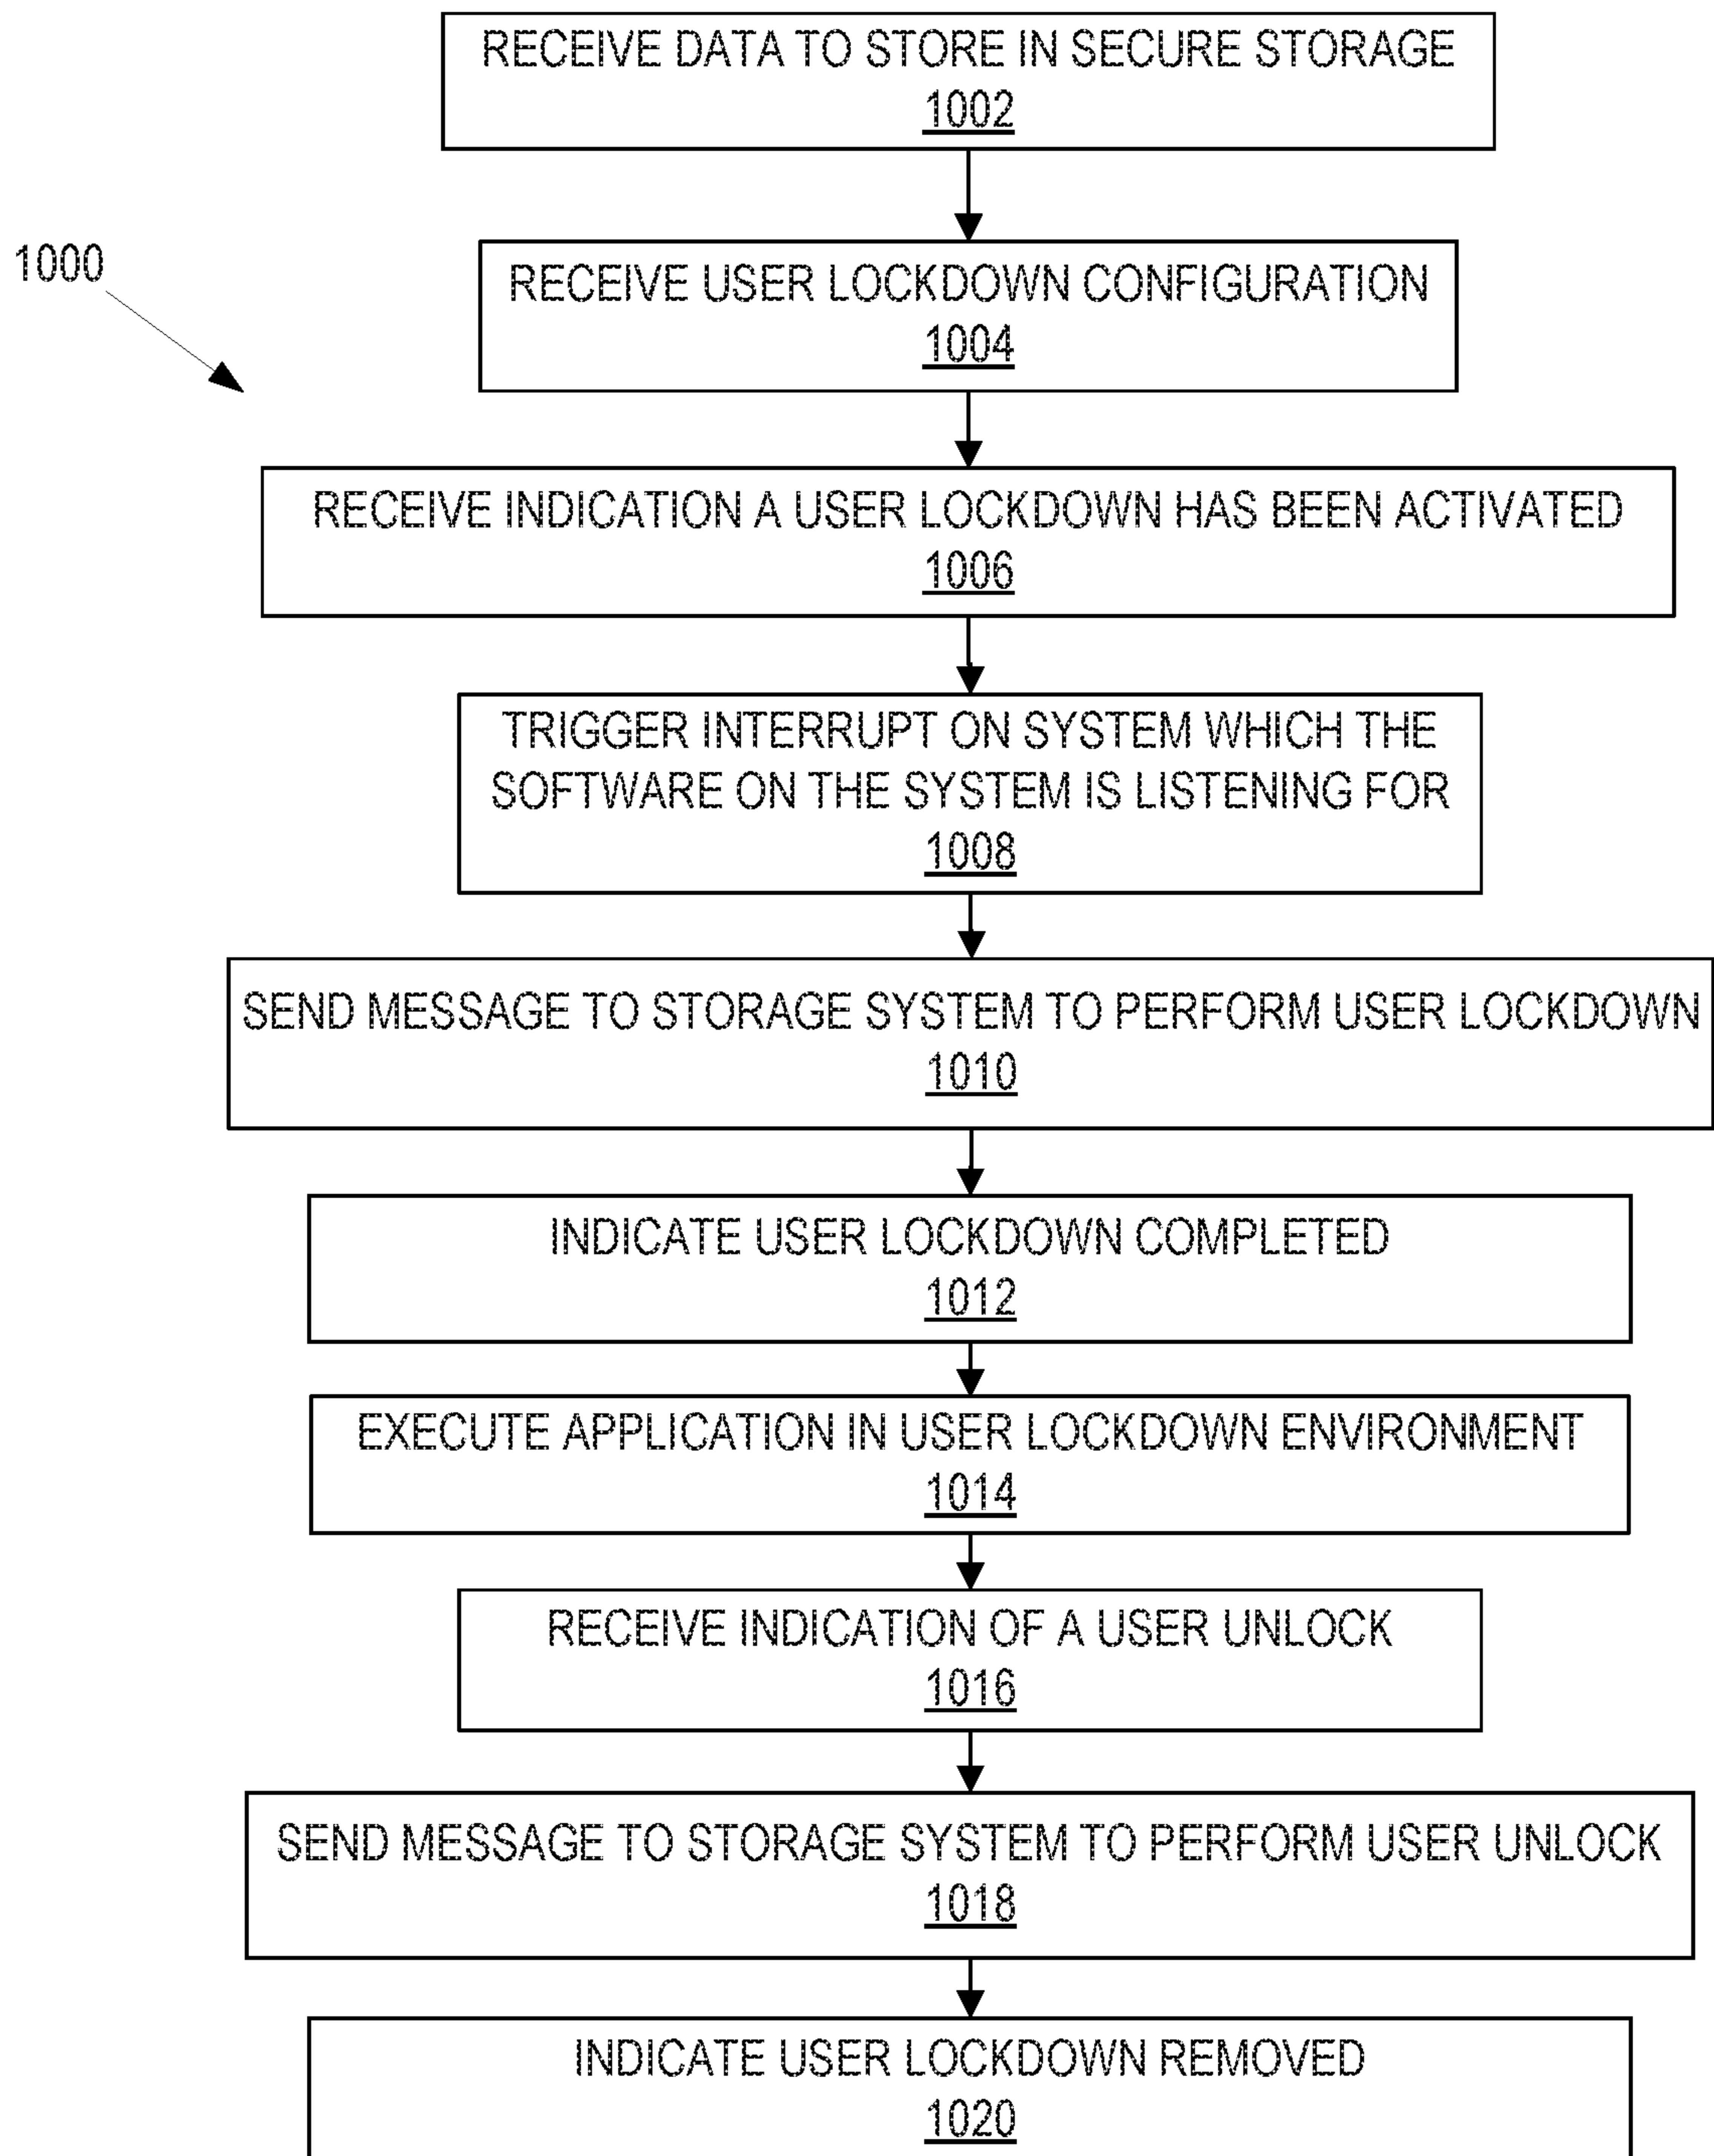 RECEIVE DATA TO STORE IN SECURE STORAGE
1002
1000
RECEIVE USER LOCKDOWN CONFIGURATION
1004
RECEIVE INDICATION A USER LOCKDOWN HAS BEEN ACTIVATED
1006
TRIGGER INTERRUPT ON SYSTEM WHICH THE
SOFTWARE ON THE SYSTEM IS LISTENING FOR
1008
SEND MESSAGE TO STORAGE SYSTEM TO PERFORM USER LOCKDOWN
1010
INDICATE USER LOCKDOWN COMPLETED
1012
EXECUTE APPLICATION IN USER LOCKDOWN ENVIRONMENT
1014
RECEIVE INDICATION OF A USER UNLOCK
1016
SEND MESSAGE TO STORAGE SYSTEM TO PERFORM USER UNLOCK
1018
INDICATE USER LOCKDOWN REMOVED
1020